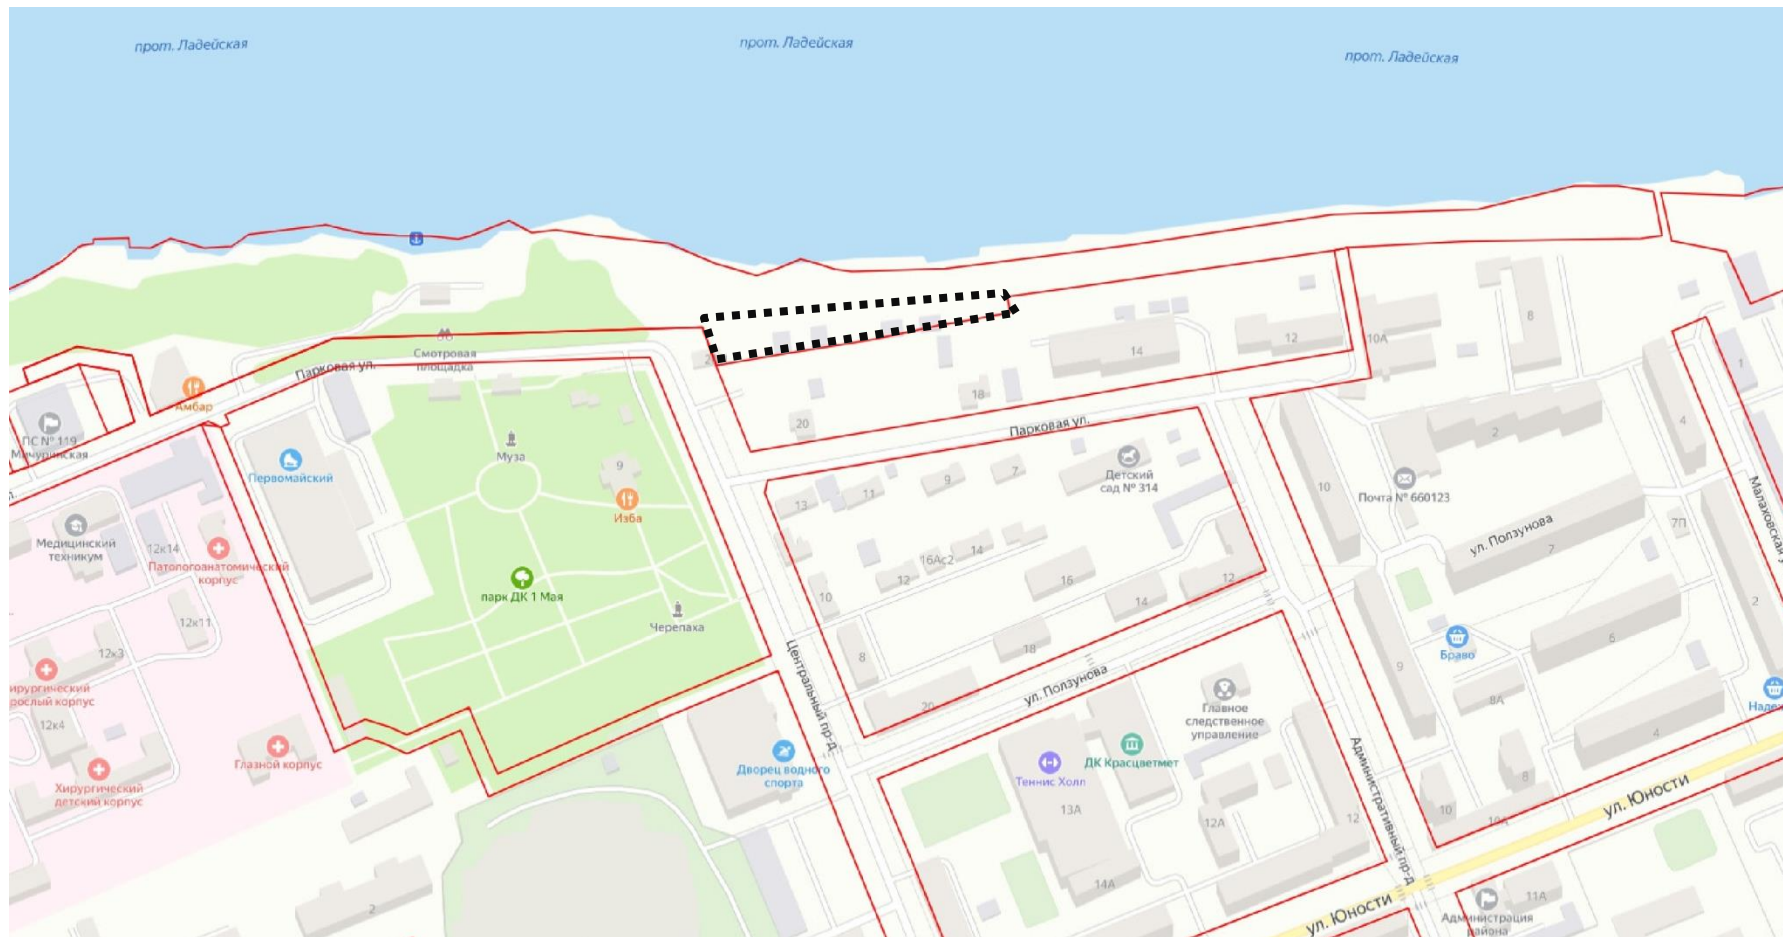 прот. Ладейская
прот. Ладейская
прот. Ладейская
Смотровая
площадка
Парковая ул.
Амбар
ПС № 119
Мичуринская
Первомайский
Муза
9
Изба
20
18
14
12
10А
8
1
4
2
Парковая ул.
Детский
сад № 314
13
11
9
7
10
Почта № 660123
ул. Ползунова
7
7П
Малаховская
Медицинский
техникум
12к14
Патологоанатомический
корпус
парк ДК 1 Мая
Черепаха
16Ас2
14
12
16
14
12
10
8
18
20
ул. Ползунова
Центральный пр-д
12к11
12к3
12к4
Глазной корпус
Хирургический
детский корпус
Дворец водного
спорта
Главное
следственное
управление
ДК Красцветмет
Теннис Холл
13А
12А
12
14А
Административный пр-д
9
Браво
6
2
8А
4
8
10
10А
ул. Юности
ул. Юности
Администрация
района
11А
2